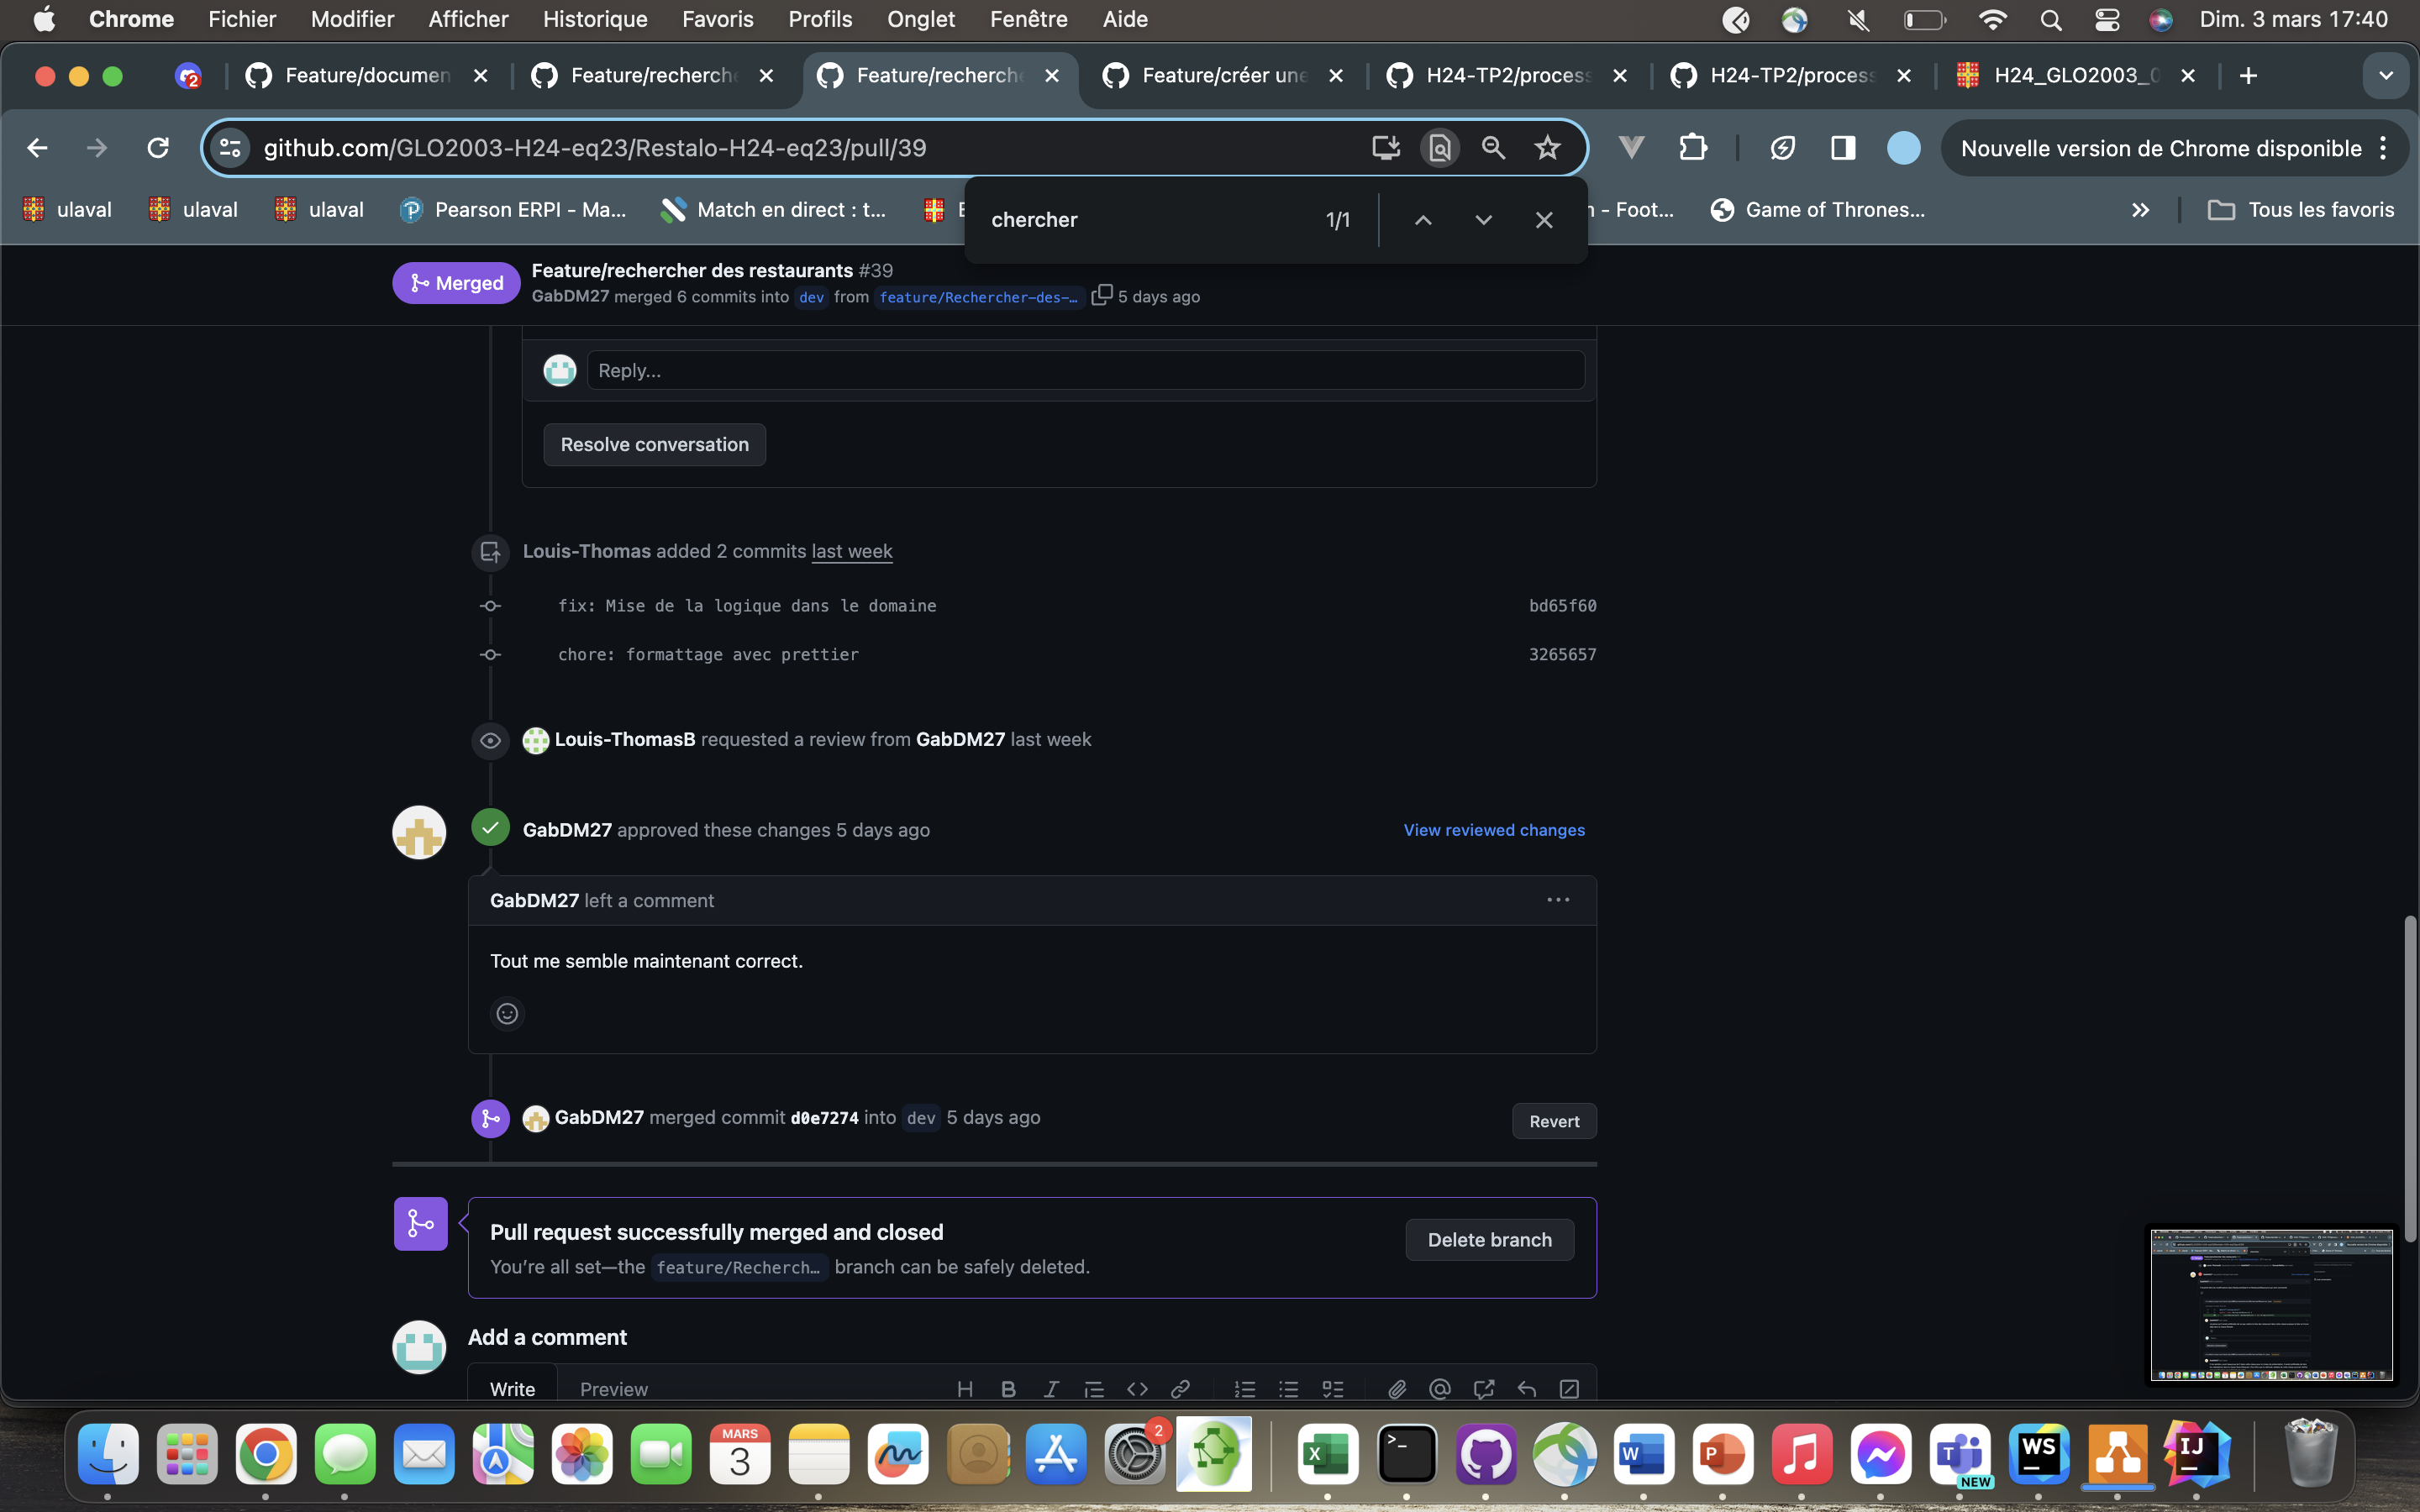 Chrome Fichier Modifier Afficher Historique Favoris Profils Onglet Fenêtre Aide Dim. 3 mars 17:40
2 Feature/documen Feature/recherche Feature/recherche Feature/créer une H24-TP2/process H24-TP2/process H24_GLO2003_0
github.com/GLO2003-H24-eq23/Restalo-H24-eq23/pull/39 Nouvelle version de Chrome disponible
ulaval ulaval ulaval Pearson ERPI - Ma... Match en direct : t... n - Foot... Game of Thrones... Tous les favoris
chercher 1/1
Merged Feature/rechercher des restaurants #39
GabDM27 merged 6 commits into dev from feature/Rechercher-des-… 5 days ago
Reply...
Resolve conversation
Louis-Thomas added 2 commits last week
fix: Mise de la logique dans le domaine bd65f60
chore: formattage avec prettier 3265657
Louis-ThomasB requested a review from GabDM27 last week
GabDM27 approved these changes 5 days ago View reviewed changes
GabDM27 left a comment
Tout me semble maintenant correct.
GabDM27 merged commit d0e7274 into dev 5 days ago Revert
Pull request successfully merged and closed
You're all set—the feature/Recherch… branch can be safely deleted.
Delete branch
Add a comment
Write Preview
MARS
3
2
X
>_
W
P
T
NEW
WS
IJ